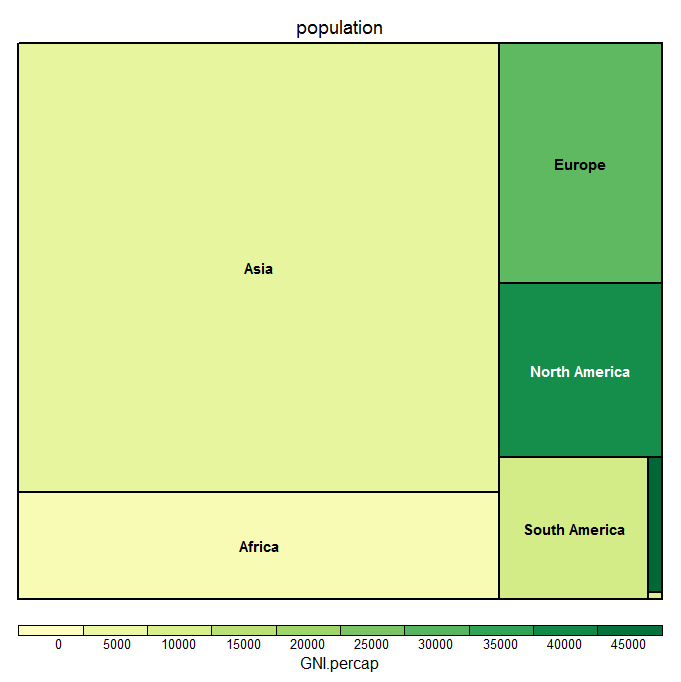 population
Asia
Europe
North America
South America
Africa
0 5000 10000 15000 20000 25000 30000 35000 40000 45000
GNI.percap